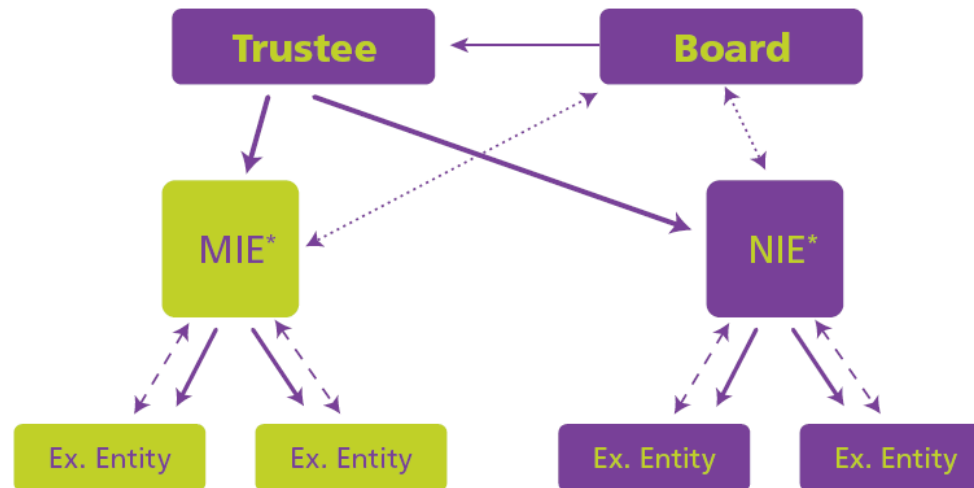 Trustee
Board
MIE*
NIE*
Ex. Entity
Ex. Entity
Ex. Entity
Ex. Entity